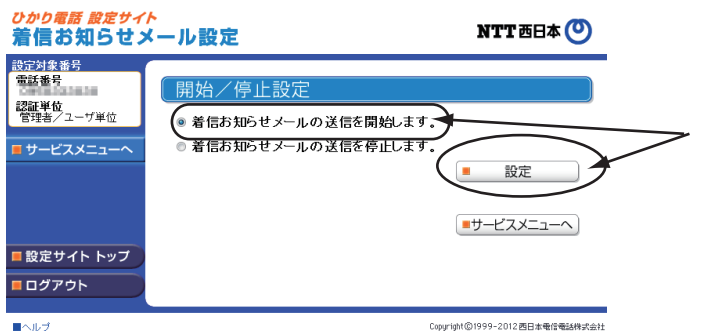 ひかり電話 設定サイト
着信お知らせメール設定
NTT西日本
設定対象番号
電話番号
認証単位
管理者／ユーザ単位
サービスメニューへ
設定サイト トップ
ログアウト
開始／停止設定
着信お知らせメールの送信を開始します。
着信お知らせメールの送信を停止します。
設定
サービスメニューへ
ヘルプ
Copyright©1999-2012西日本電信電話株式会社